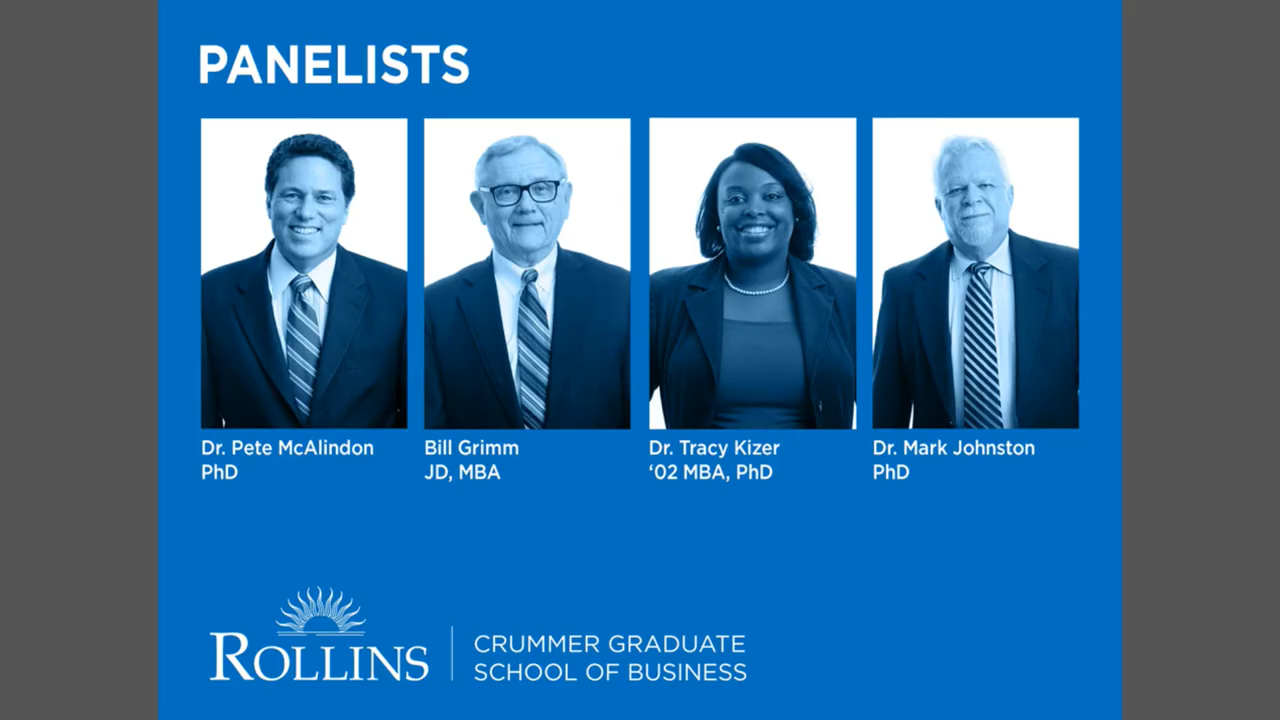 PANELISTS
Dr. Pete McAlindon
PhD
Bill Grimm
JD, MBA
Dr. Tracy Kizer
‘02 MBA, PhD
Dr. Mark Johnston
PhD
ROLLINS
CRUMMER GRADUATE
SCHOOL OF BUSINESS